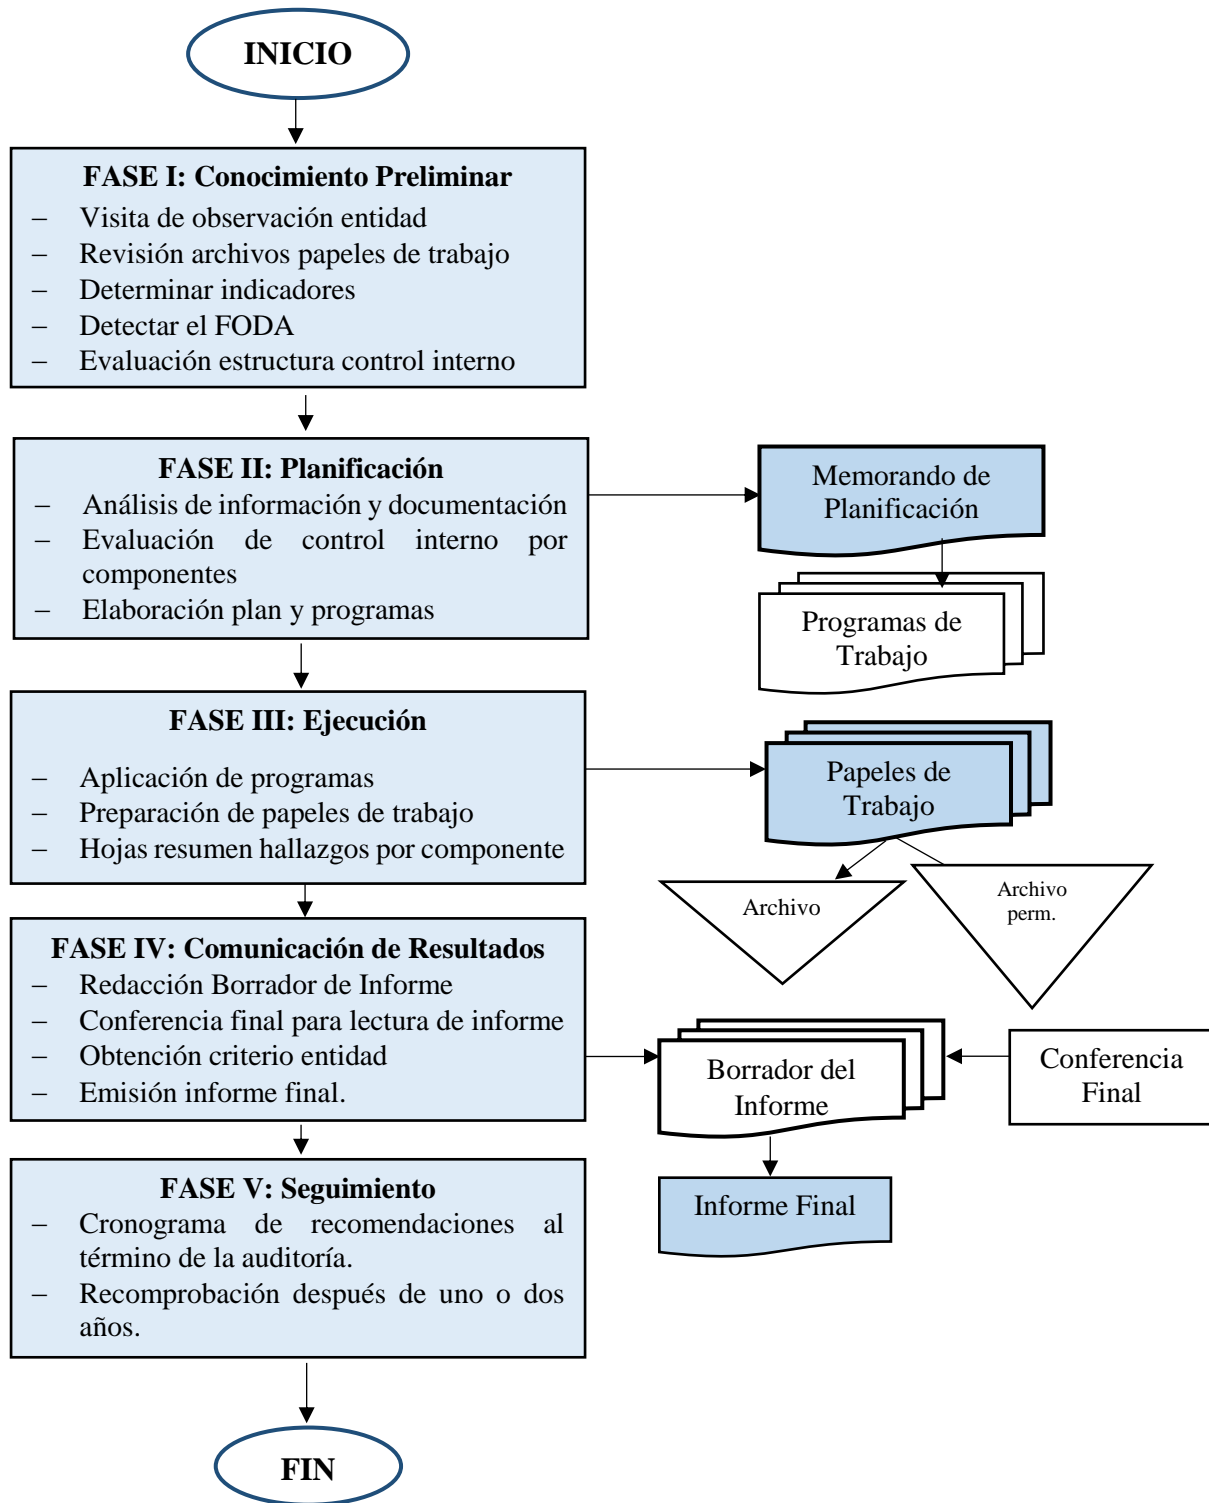 INICIO
FASE I: Conocimiento Preliminar
– Visita de observación entidad
– Revisión archivos papeles de trabajo
– Determinar indicadores
– Detectar el FODA
– Evaluación estructura control interno
FASE II: Planificación
– Análisis de información y documentación
– Evaluación de control interno por
componentes
– Elaboración plan y programas
Memorando de
Planificación
Programas de
Trabajo
FASE III: Ejecución
– Aplicación de programas
– Preparación de papeles de trabajo
– Hojas resumen hallazgos por componente
Papeles de
Trabajo
Archivo
Archivo
perm.
FASE IV: Comunicación de Resultados
– Redacción Borrador de Informe
– Conferencia final para lectura de informe
– Obtención criterio entidad
– Emisión informe final.
Borrador del
Informe
Conferencia
Final
Informe Final
FASE V: Seguimiento
– Cronograma de recomendaciones al
término de la auditoría.
– Recomprobación después de uno o dos
años.
FIN